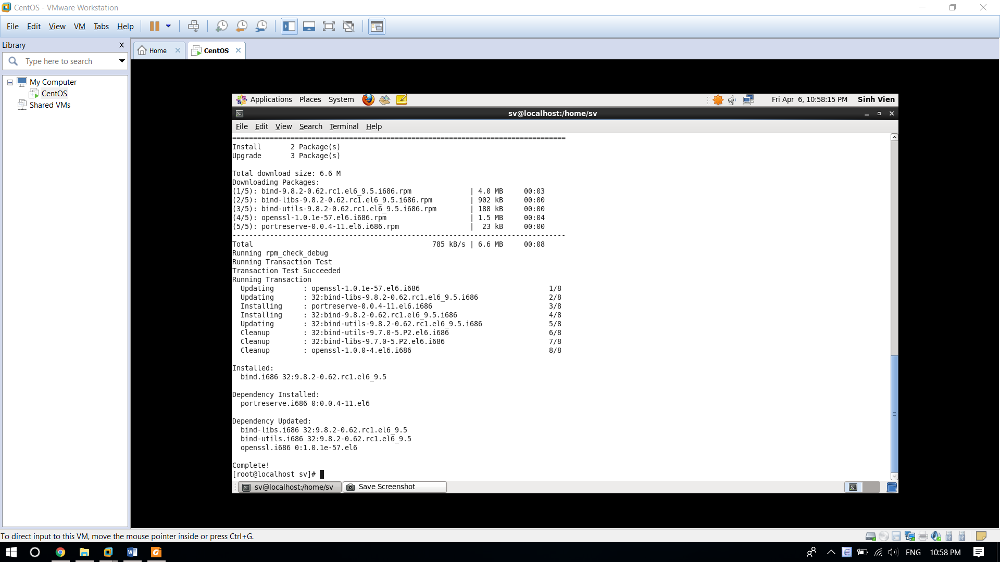 CentOS - VMware Workstation
File Edit View VM Tabs Help
Library
Home
CentOS
Type here to search
My Computer
CentOS
Shared VMs
Applications Places System Fri Apr 6, 10:58:15 PM Sinh Vien
sv@localhost:/home/sv
File Edit View Search Terminal Help
================================================================================
Install 2 Package(s)
Upgrade 3 Package(s)
Total download size: 6.6 M
Downloading Packages:
(1/5): bind-9.8.2-0.62.rc1.el6_9.5.i686.rpm | 4.0 MB 00:03
(2/5): bind-libs-9.8.2-0.62.rc1.el6_9.5.i686.rpm | 902 kB 00:00
(3/5): bind-utils-9.8.2-0.62.rc1.el6_9.5.i686.rpm | 188 kB 00:00
(4/5): openssl-1.0.1e-57.el6.i686.rpm | 1.5 MB 00:04
(5/5): portreserve-0.0.4-11.el6.i686.rpm | 23 kB 00:00
--------------------------------------------------------------------------------
Total 785 kB/s | 6.6 MB 00:08
Running rpm_check_debug
Running Transaction Test
Transaction Test Succeeded
Running Transaction
Updating : openssl-1.0.1e-57.el6.i686 1/8
Updating : 32:bind-libs-9.8.2-0.62.rc1.el6_9.5.i686 2/8
Installing : portreserve-0.0.4-11.el6.i686 3/8
Installing : 32:bind-9.8.2-0.62.rc1.el6_9.5.i686 4/8
Updating : 32:bind-utils-9.8.2-0.62.rc1.el6_9.5.i686 5/8
Cleanup : 32:bind-utils-9.7.0-5.P2.el6.i686 6/8
Cleanup : 32:bind-libs-9.7.0-5.P2.el6.i686 7/8
Cleanup : openssl-1.0.0-4.el6.i686 8/8
Installed:
bind.i686 32:9.8.2-0.62.rc1.el6_9.5
Dependency Installed:
portreserve.i686 0:0.0.4-11.el6
Dependency Updated:
bind-libs.i686 32:9.8.2-0.62.rc1.el6_9.5
bind-utils.i686 32:9.8.2-0.62.rc1.el6_9.5
openssl.i686 0:1.0.1e-57.el6
Complete!
[root@localhost sv]#
sv@localhost:/home/sv
Save Screenshot
To direct input to this VM, move the mouse pointer inside or press Ctrl+G.
ENG 10:58 PM